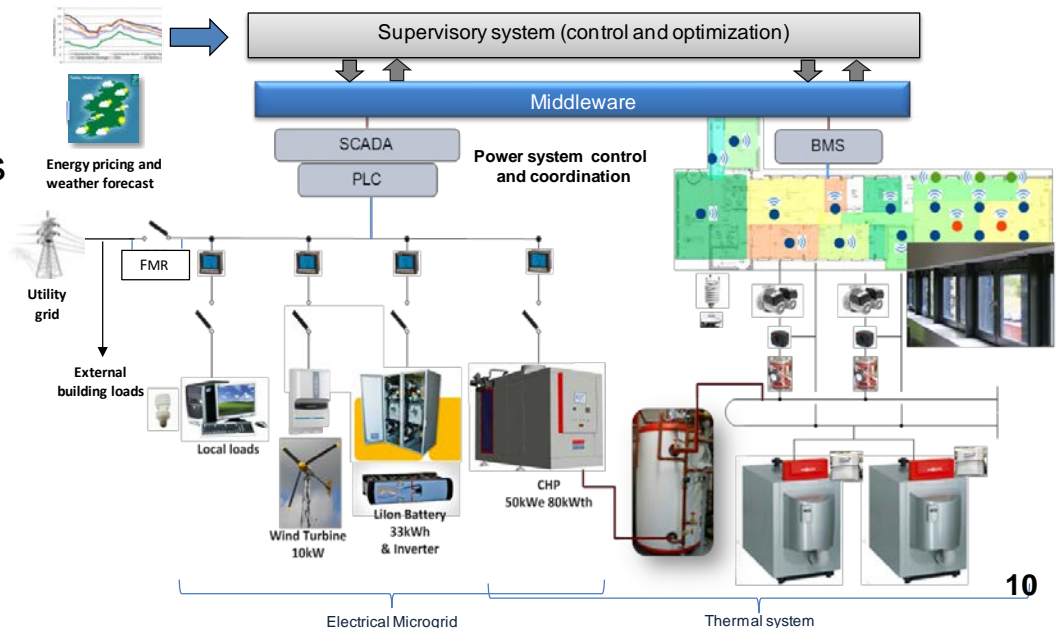 Supervisory system (control and optimization)
Middleware
SCADA
PLC
Power system control
and coordination
BMS
S
Energy pricing and
weather forecast
FMR
Utility
grid
External
building loads
Local loads
Wind Turbine
10kW
LiIon Battery
33kWh
& Inverter
CHP
50kWe 80kWth
10
Electrical Microgrid
Thermal system